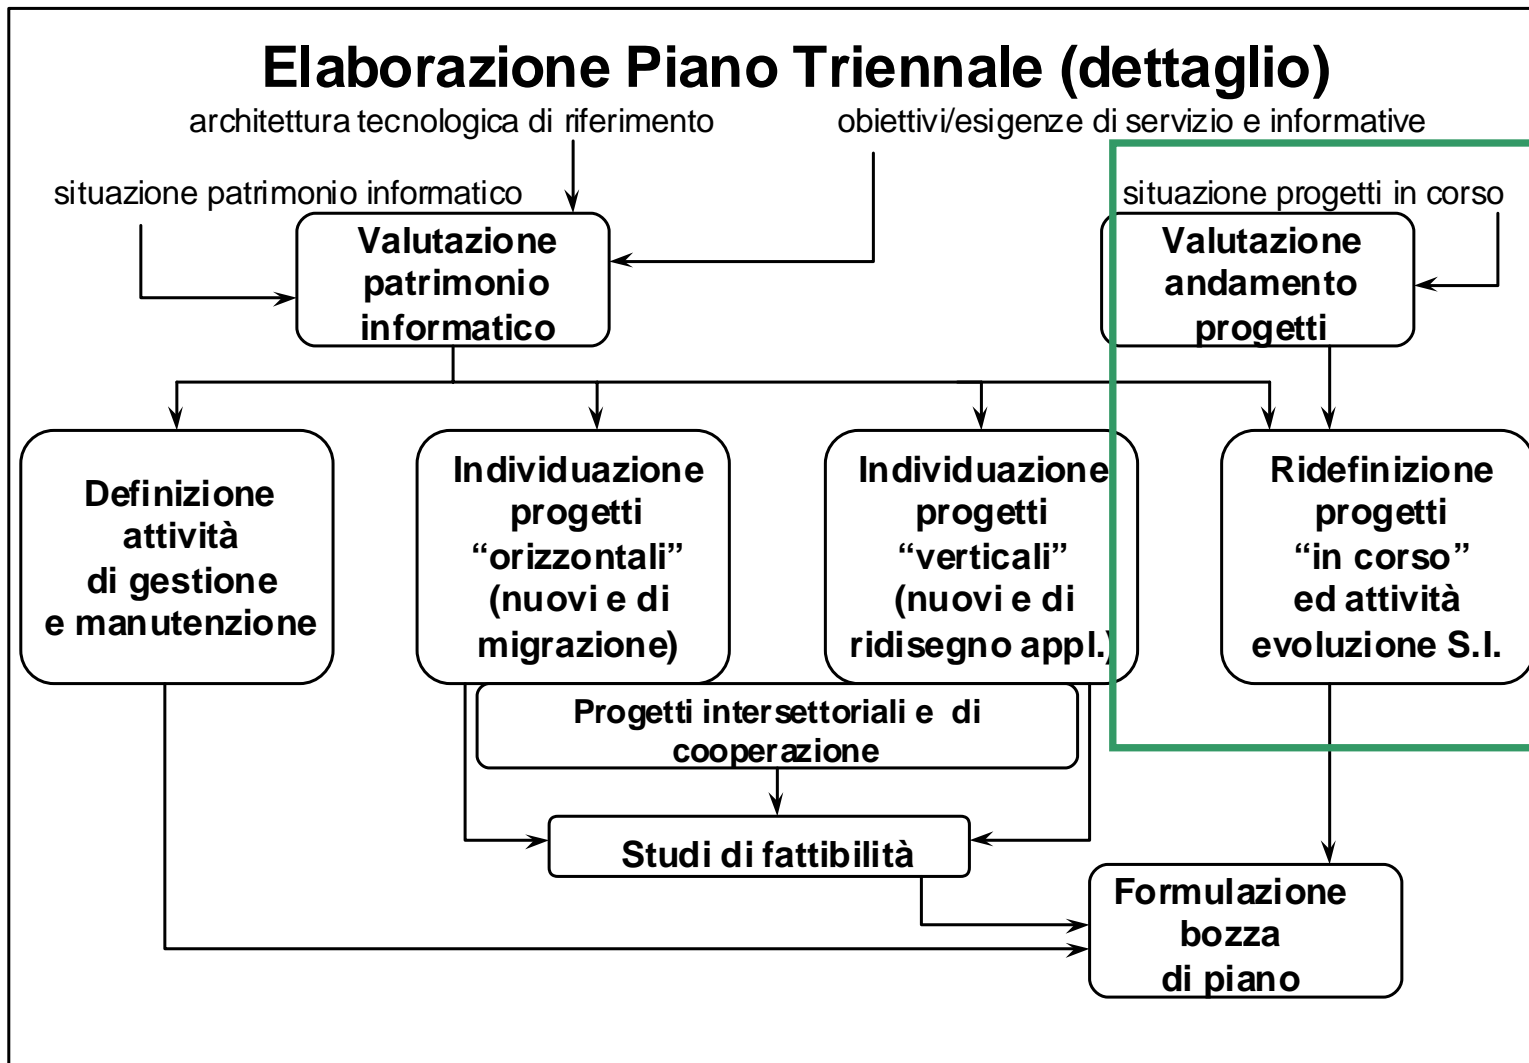 Elaborazione Piano Triennale (dettaglio)
architettura tecnologica di riferimento
obiettivi/esigenze di servizio e informative
situazione patrimonio informatico
situazione progetti in corso
Valutazione
patrimonio
informatico
Valutazione
andamento
progetti
Definizione
attività
di gestione
e manutenzione
Individuazione
progetti
“orizzontali”
(nuovi e di
migrazione)
Individuazione
progetti
“verticali”
(nuovi e di
ridisegno appl.)
Ridefinizione
progetti
“in corso”
ed attività
evoluzione S.I.
Progetti intersettoriali e di
cooperazione
Studi di fattibilità
Formulazione
bozza
di piano